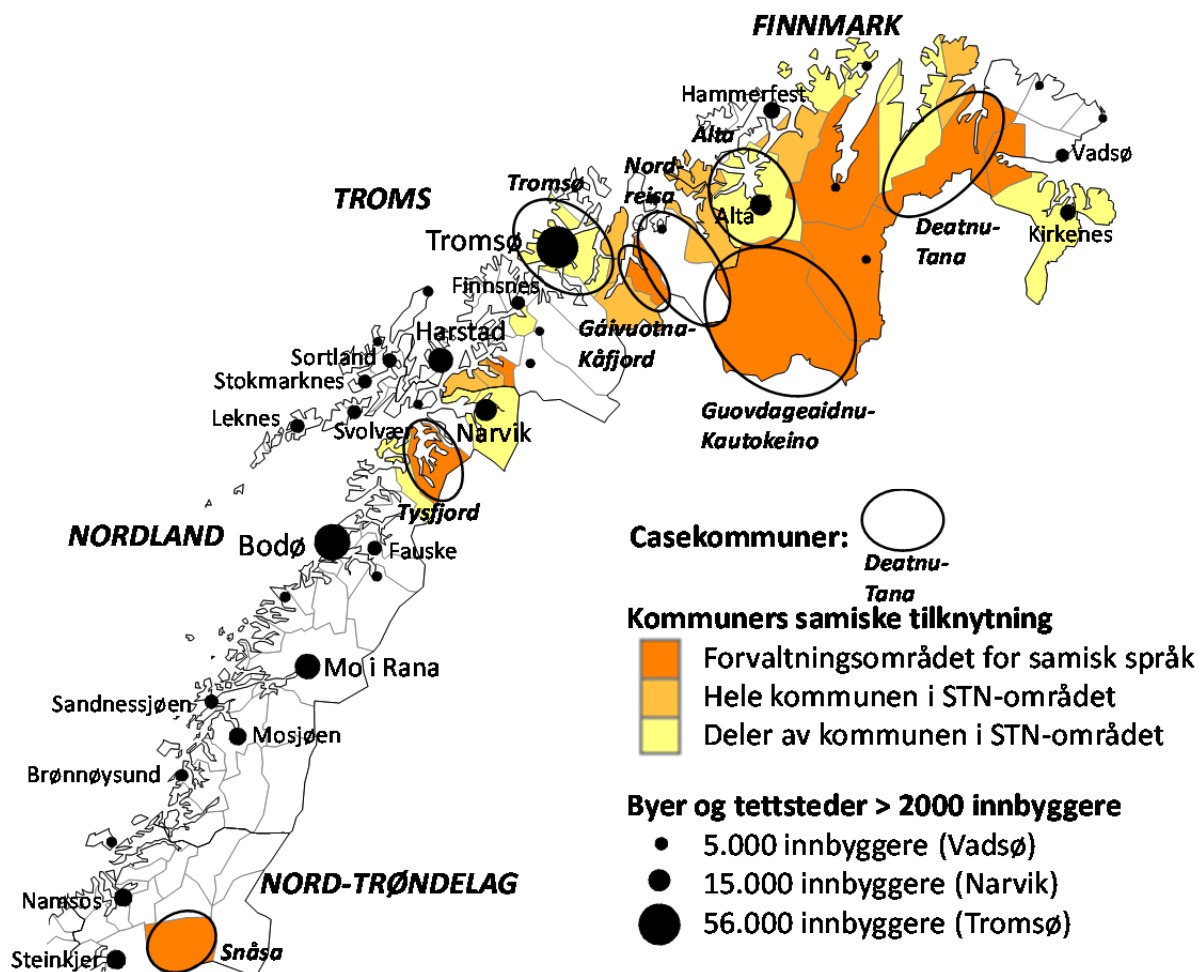 FINNMARK
Hammerfest
Alta
Nord-
reisa
Vadsø
Tromsø
TROMS
Alta
Deatnu-
Tana
Kirkenes
Tromsø
Finnsnes
Gáivuotna-
Kåfjord
Harstad
Sortland
Stokmarknes
Leknes
Svolvær
Narvik
Guovdageaidnu-
Kautokeino
Tysfjord
NORDLAND
Bodø
Fauske
Casekommuner:
Deatnu-
Tana
Kommuners samiske tilknytning
Forvaltningsområdet for samisk språk
Hele kommunen i STN-området
Deler av kommunen i STN-området
Mo i Rana
Sandnessjøen
Mosjøen
Brønnøysund
Byer og tettsteder > 2000 innbyggere
5.000 innbyggere (Vadsø)
15.000 innbyggere (Narvik)
56.000 innbyggere (Tromsø)
NORD-TRØNDELAG
Namsos
Snåsa
Steinkjer